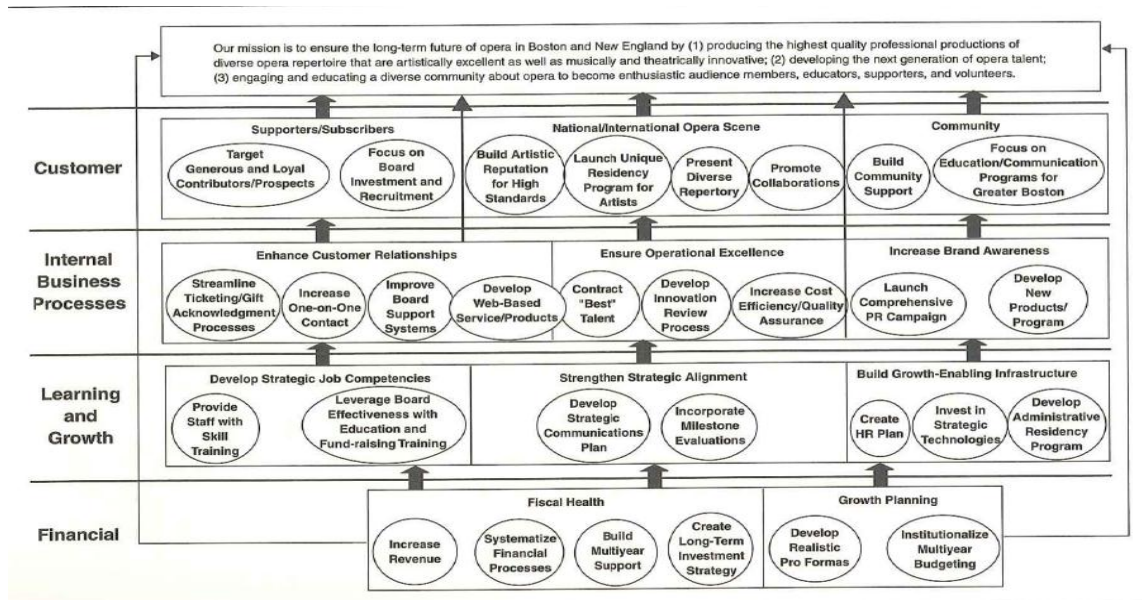 Our mission is to ensure the long-term future of opera in Boston and New England by (1) producing the highest quality professional productions of
diverse opera repertoire that are artistically excellent as well as musically and theatrically innovative; (2) developing the next generation of opera talent;
(3) engaging and educating a diverse community about opera to become enthusiastic audience members, educators, supporters, and volunteers.
Customer
Supporters/Subscribers
Target
Generous and Loyal
Contributors/Prospects
Focus on
Board
Investment and
Recruitment
National/International Opera Scene
Build Artistic
Reputation
for High
Standards
Launch Unique
Residency
Program for
Artists
Present
Diverse
Repertory
Promote
Collaborations
Community
Build
Community
Support
Focus on
Education/Communication
Programs for
Greater Boston
Internal
Business
Processes
Enhance Customer Relationships
Streamline
Ticketing/Gift
Acknowledgment
Processes
Increase
One-on-One
Contact
Improve
Board
Support
Systems
Develop
Web-Based
Service/Products
Ensure Operational Excellence
Contract
"Best"
Talent
Develop
Innovation
Review
Process
Increase Cost
Efficiency/Quality
Assurance
Increase Brand Awareness
Launch
Comprehensive
PR Campaign
Develop
New
Products/
Program
Learning
and
Growth
Develop Strategic Job Competencies
Provide
Staff with
Skill
Training
Leverage Board
Effectiveness with
Education and
Fund-raising Training
Strengthen Strategic Alignment
Develop
Strategic
Communications
Plan
Incorporate
Milestone
Evaluations
Build Growth-Enabling Infrastructure
Create
HR Plan
Invest in
Strategic
Technologies
Develop
Administrative
Residency
Program
Financial
Fiscal Health
Increase
Revenue
Systematize
Financial
Processes
Build
Multiyear
Support
Create
Long-Term
Investment
Strategy
Growth Planning
Develop
Realistic
Pro Formas
Institutionalize
Multiyear
Budgeting